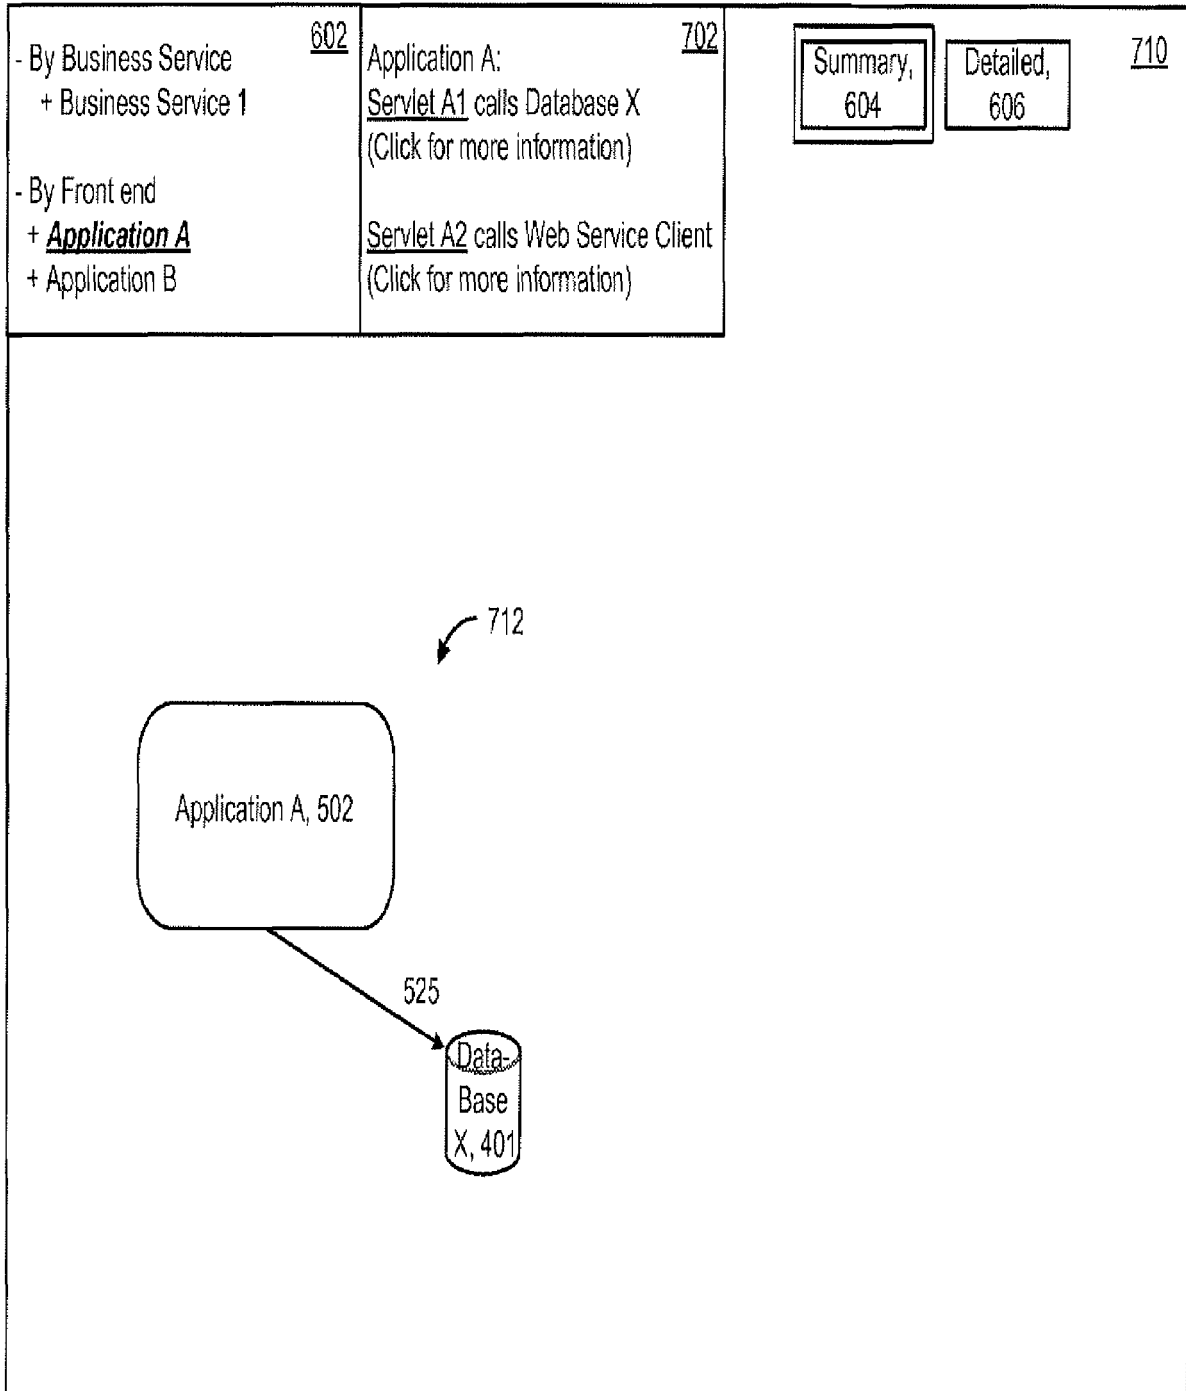 602
- By Business Service
+ Business Service 1
- By Front end
+ Application A
+ Application B
702
Application A:
Servlet A1 calls Database X
(Click for more information)
Servlet A2 calls Web Service Client
(Click for more information)
Summary,
604
Detailed,
606
710
712
Application A, 502
525
Data-
Base
X, 401